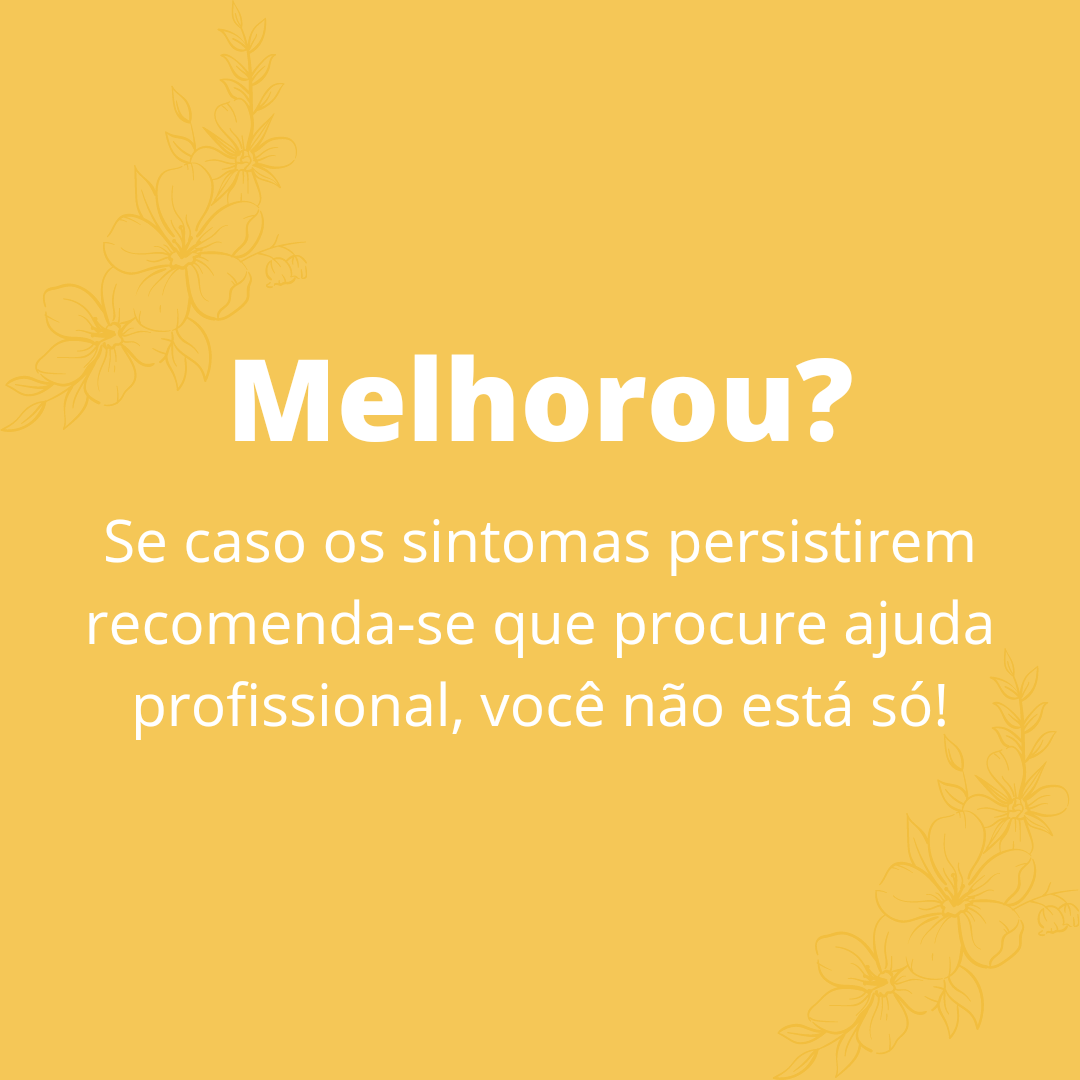 Melhorou?
Se caso os sintomas persistirem
recomenda-se que procure ajuda
profissional, você não está só!